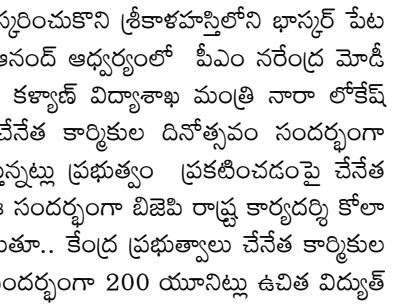 స్కరించుకొని శ్రీకాళహస్తిలోని భాస్కర్ పేట
ఆనంద్ ఆధ్వర్యంలో పీఎం నరేంద్ర మోడీ
కళ్యాణ్ విద్యాశాఖ మంత్రి నారా లోకేష్
చేనేత కార్మికుల దినోత్సవం సందర్భంగా
న్నట్లు ప్రభుత్వం ప్రకటించడంపై చేనేత
సందర్భంగా బిజెపి రాష్ట్ర కార్యదర్శి కోలా
తూ.. కేంద్ర ప్రభుత్వాలు చేనేత కార్మికుల
సందర్భంగా 200 యూనిట్లు ఉచిత విద్యుత్